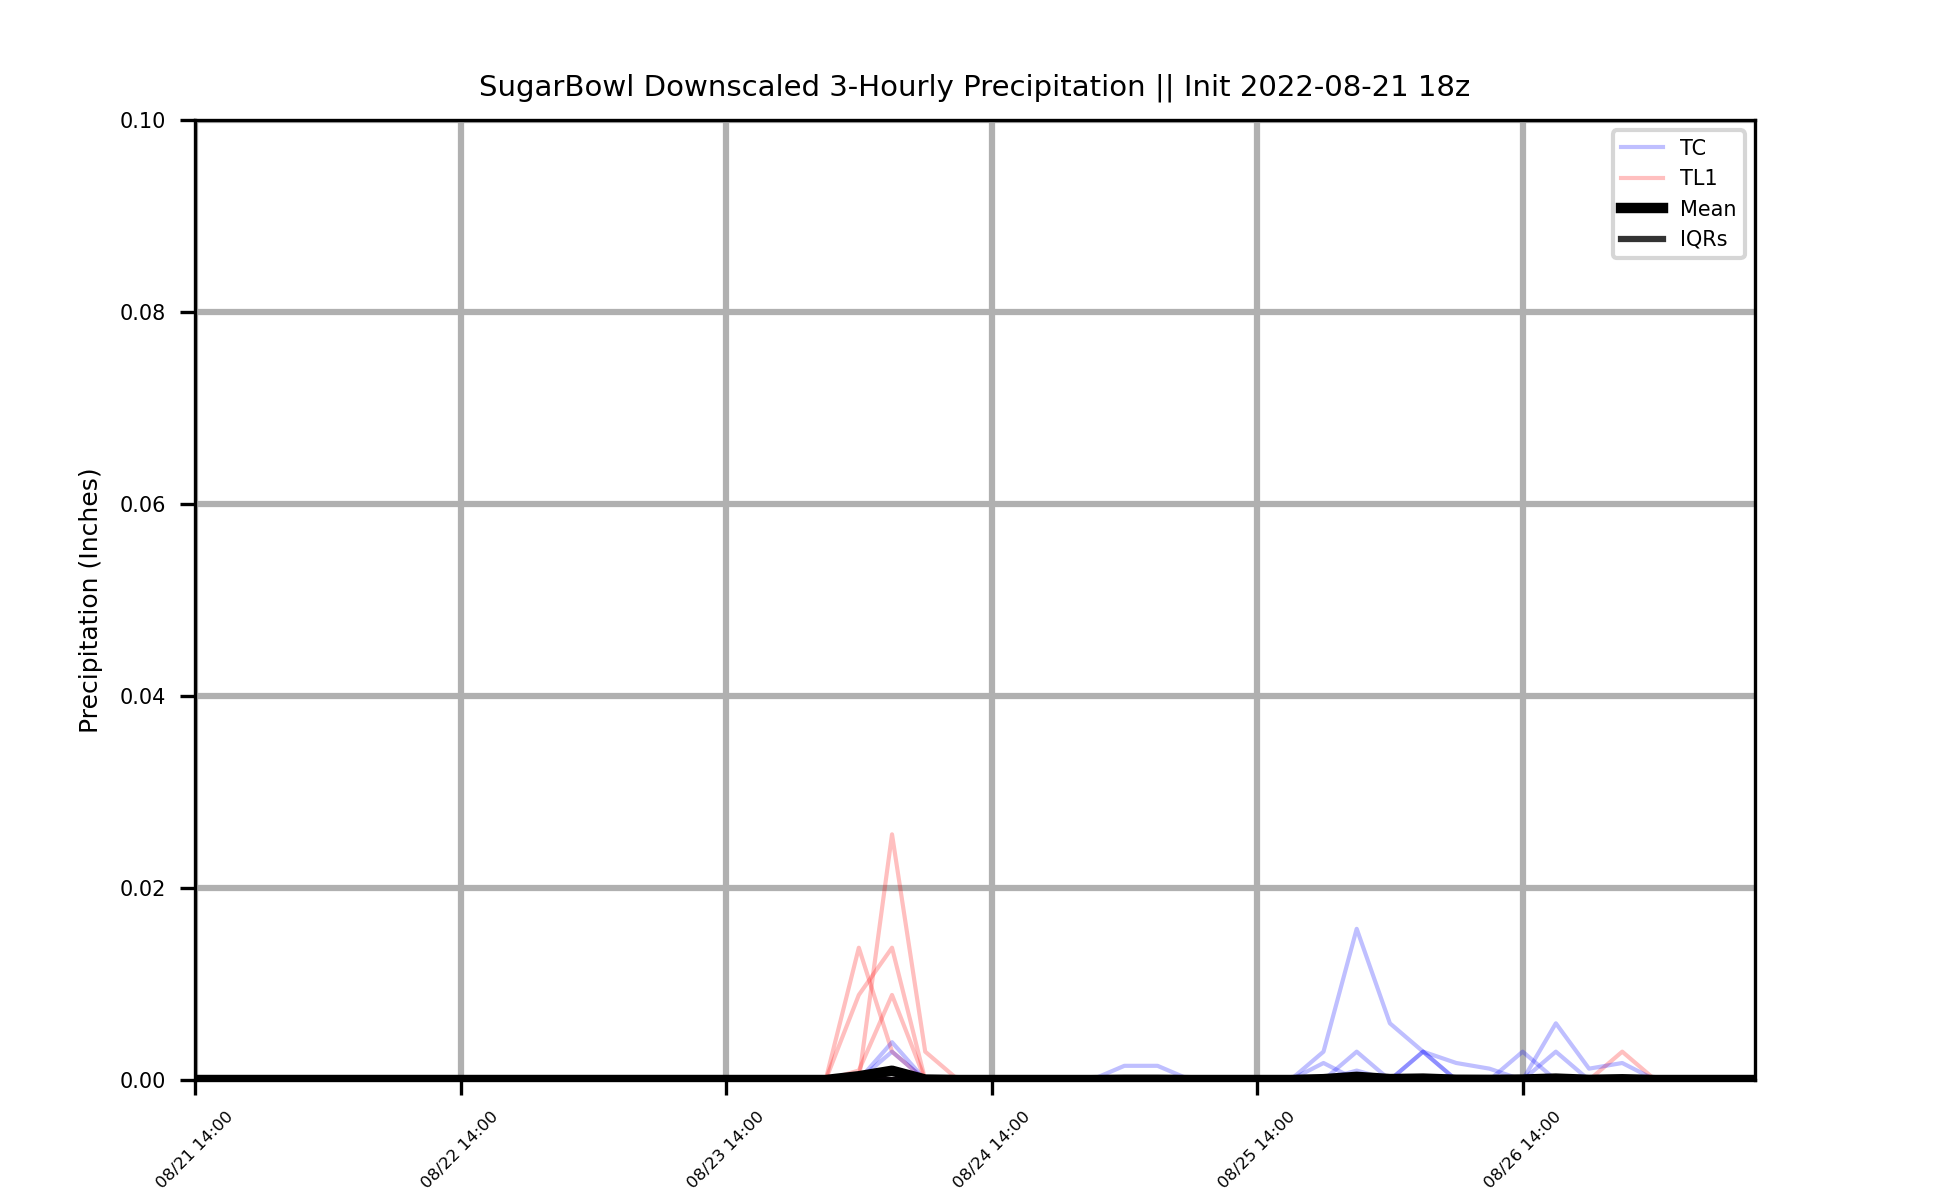 SugarBowl Downscaled 3-Hourly Precipitation || Init 2022-08-21 18z
TC
TL1
Mean
IQRs
Precipitation (Inches)
0.10
0.08
0.06
0.04
0.02
0.00
08/21 14:00
08/22 14:00
08/23 14:00
08/24 14:00
08/25 14:00
08/26 14:00